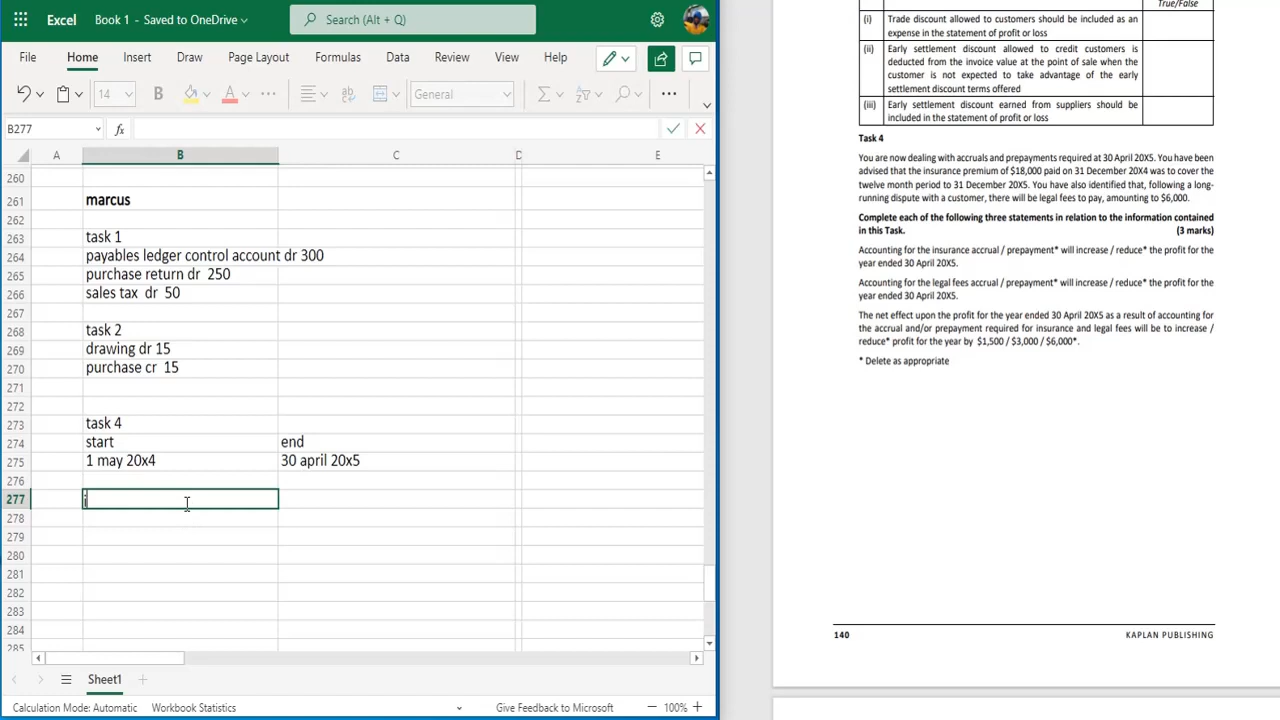 Excel Book 1 - Saved to OneDrive Search (Alt + Q)
File Home Insert Draw Page Layout Formulas Data Review View Help
14 B A General
B277 fx
A B C D E
260
261 marcus
262
263 task 1
264 payables ledger control account dr 300
265 purchase return dr 250
266 sales tax dr 50
267
268 task 2
269 drawing dr 15
270 purchase cr 15
271
272
273 task 4
274 start end
275 1 may 20x4 30 april 20x5
276
277 i
278
279
280
281
282
283
284
285
Sheet1
Calculation Mode: Automatic Workbook Statistics Give Feedback to Microsoft 100%
True/False
(i) Trade discount allowed to customers should be included as an
expense in the statement of profit or loss
(ii) Early settlement discount allowed to credit customers is
deducted from the invoice value at the point of sale when the
customer is not expected to take advantage of the early
settlement discount terms offered
(iii) Early settlement discount earned from suppliers should be
included in the statement of profit or loss
Task 4
You are now dealing with accruals and prepayments required at 30 April 20X5. You have been
advised that the insurance premium of $18,000 paid on 31 December 20X4 was to cover the
twelve month period to 31 December 20X5. You have also identified that, following a long-
running dispute with a customer, there will be legal fees to pay, amounting to $6,000.
Complete each of the following three statements in relation to the information contained
in this Task. (3 marks)
Accounting for the insurance accrual / prepayment* will increase / reduce* the profit for the
year ended 30 April 20X5.
Accounting for the legal fees accrual / prepayment* will increase / reduce* the profit for the
year ended 30 April 20X5.
The net effect upon the profit for the year ended 30 April 20X5 as a result of accounting for
the accrual and/or prepayment required for insurance and legal fees will be to increase /
reduce* profit for the year by $1,500 / $3,000 / $6,000*.
* Delete as appropriate
140 KAPLAN PUBLISHING